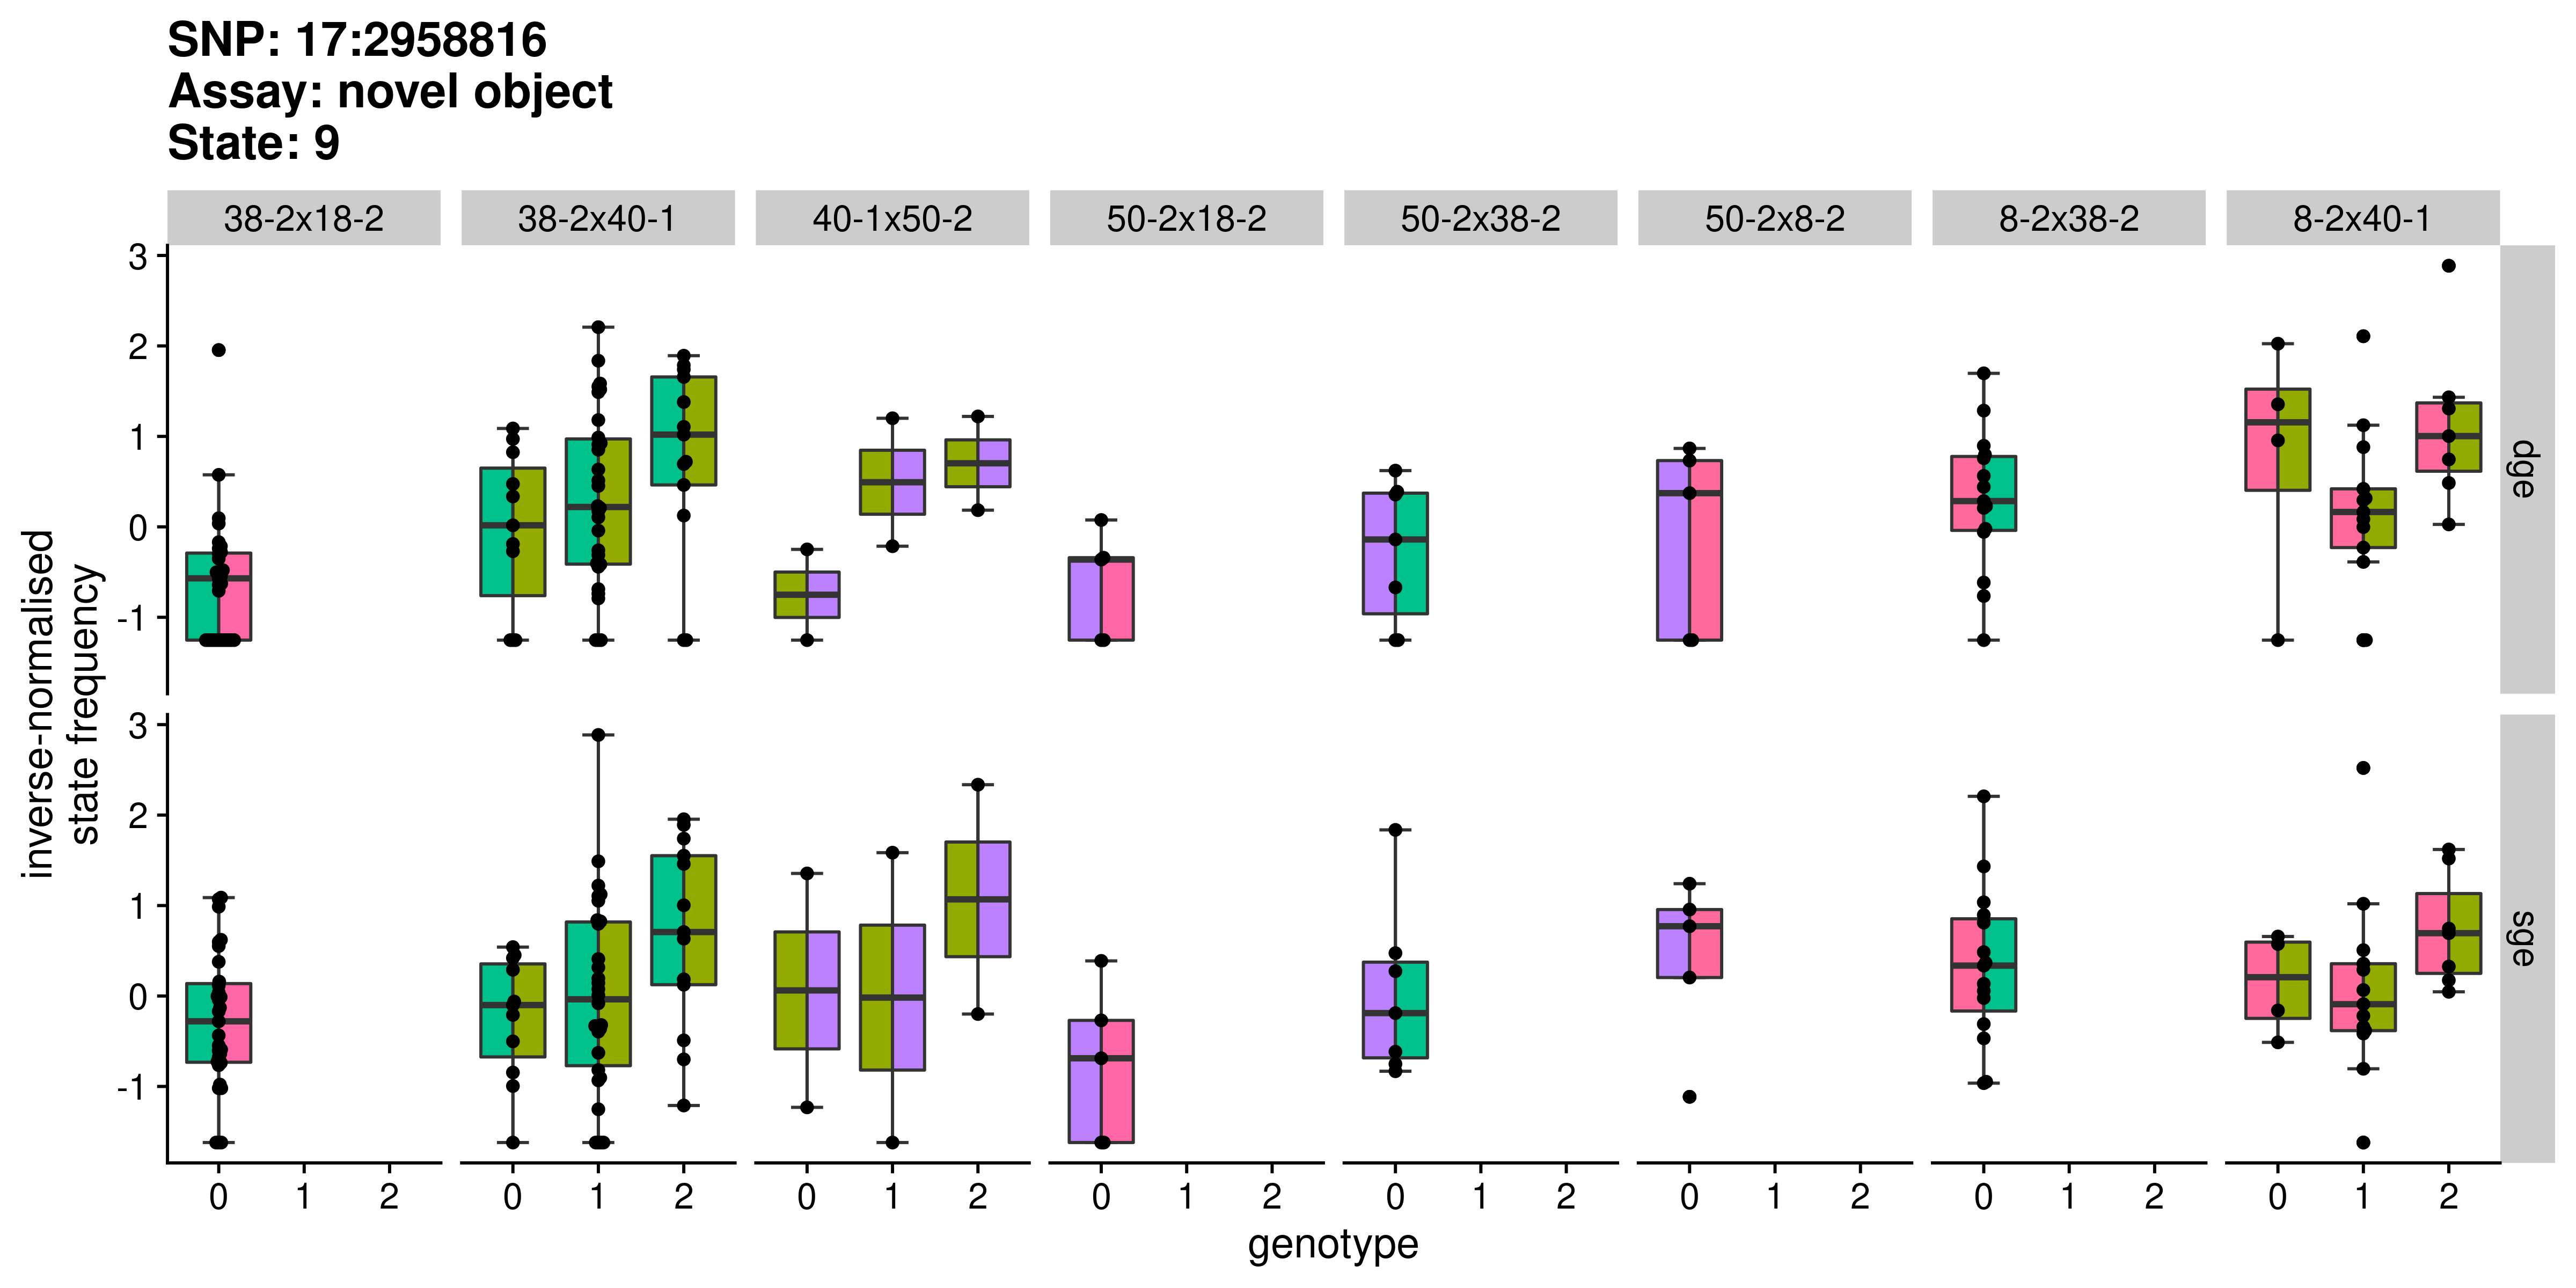 SNP: 17:2958816
Assay: novel object
State: 9
38-2x18-2 38-2x40-1 40-1x50-2 50-2x18-2 50-2x38-2 50-2x8-2 8-2x38-2 8-2x40-1
3
2
1
0
-1
dge
3
2
1
0
-1
sge
inverse-normalised
state frequency
0 1 2 0 1 2 0 1 2 0 1 2 0 1 2 0 1 2 0 1 2 0 1 2
genotype